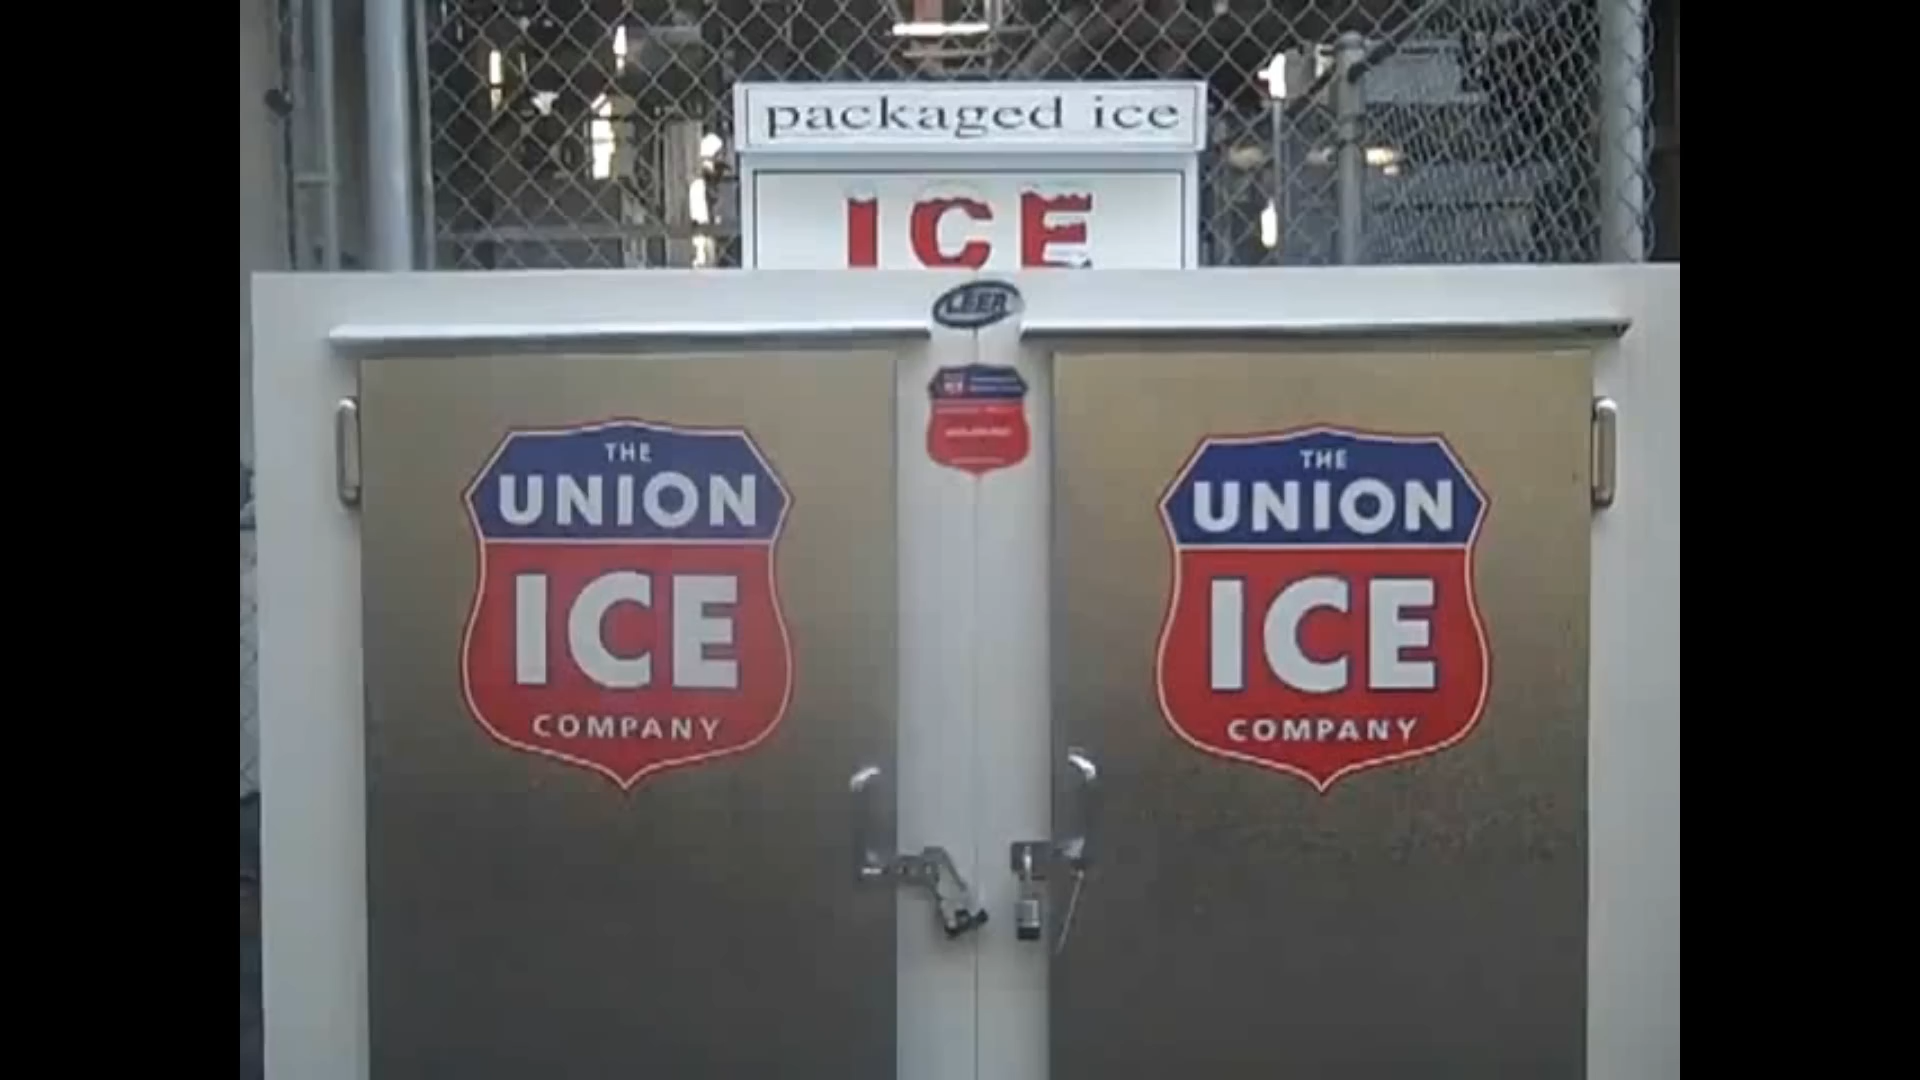 packaged ice
ICE
LEER
THE
UNION
ICE
COMPANY
THE
UNION
ICE
COMPANY